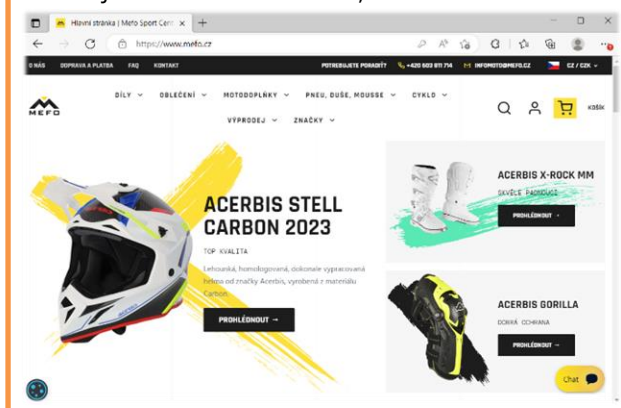 Hlavní stránka | Mefo Sport Cent
https://www.mefo.cz
O NÁS DOPRAVA A PLATBA FAQ KONTAKT POTŘEBUJETE PORADIT? +420 603 811 714 INFOMOTO@MEFO.CZ CZ / CZK
DÍLY OBLEČENÍ MOTODOPLŇKY PNEU, DUŠE, MOUSSE CYKLO
MEFO
KOŠÍK
VÝPRODEJ ZNAČKY
ACERBIS STELL
CARBON 2023
TOP KVALITA
Lehounká, homologovaná, dokonale vypracovaná
helma od značky Acerbis, vyrobená z materiálu
Carbon.
PROHLÉDNOUT →
ACERBIS X-ROCK MM
SKVĚLE PADNOUCÍ
PROHLÉDNOUT →
ACERBIS GORILLA
OCHRANA
PROHLÉDNOUT →
Chat